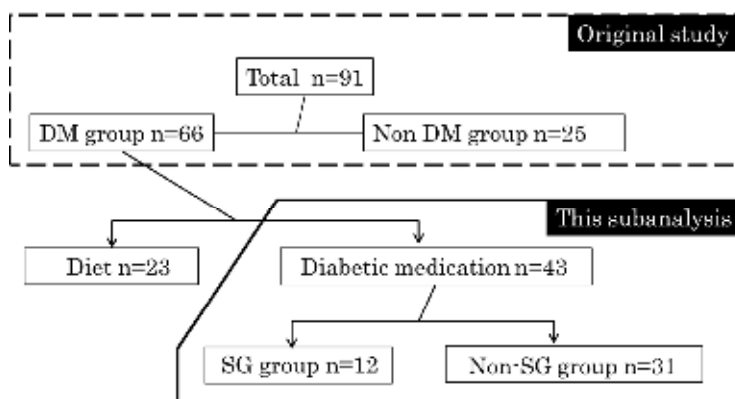 Original study
Total n=91
DM group n=66
Non DM group n=25
This subanalysis
Diet n=23
Diabetic medication n=43
SG group n=12
Non-SG group n=31